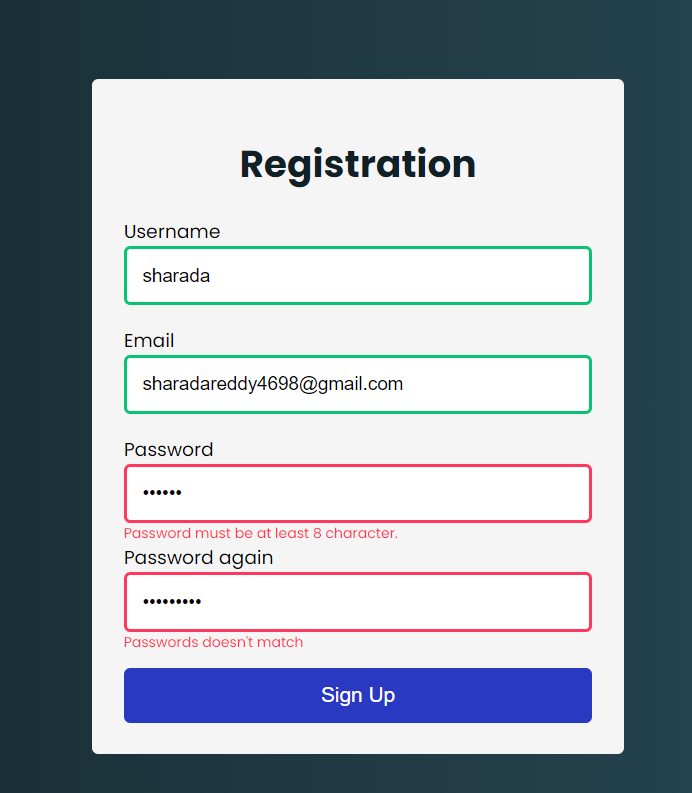 Registration
Username
sharada
Email
sharadareddy4698@gmail.com
Password
••••••
Password must be at least 8 character.
Password again
•••••••••
Passwords doesn't match
Sign Up